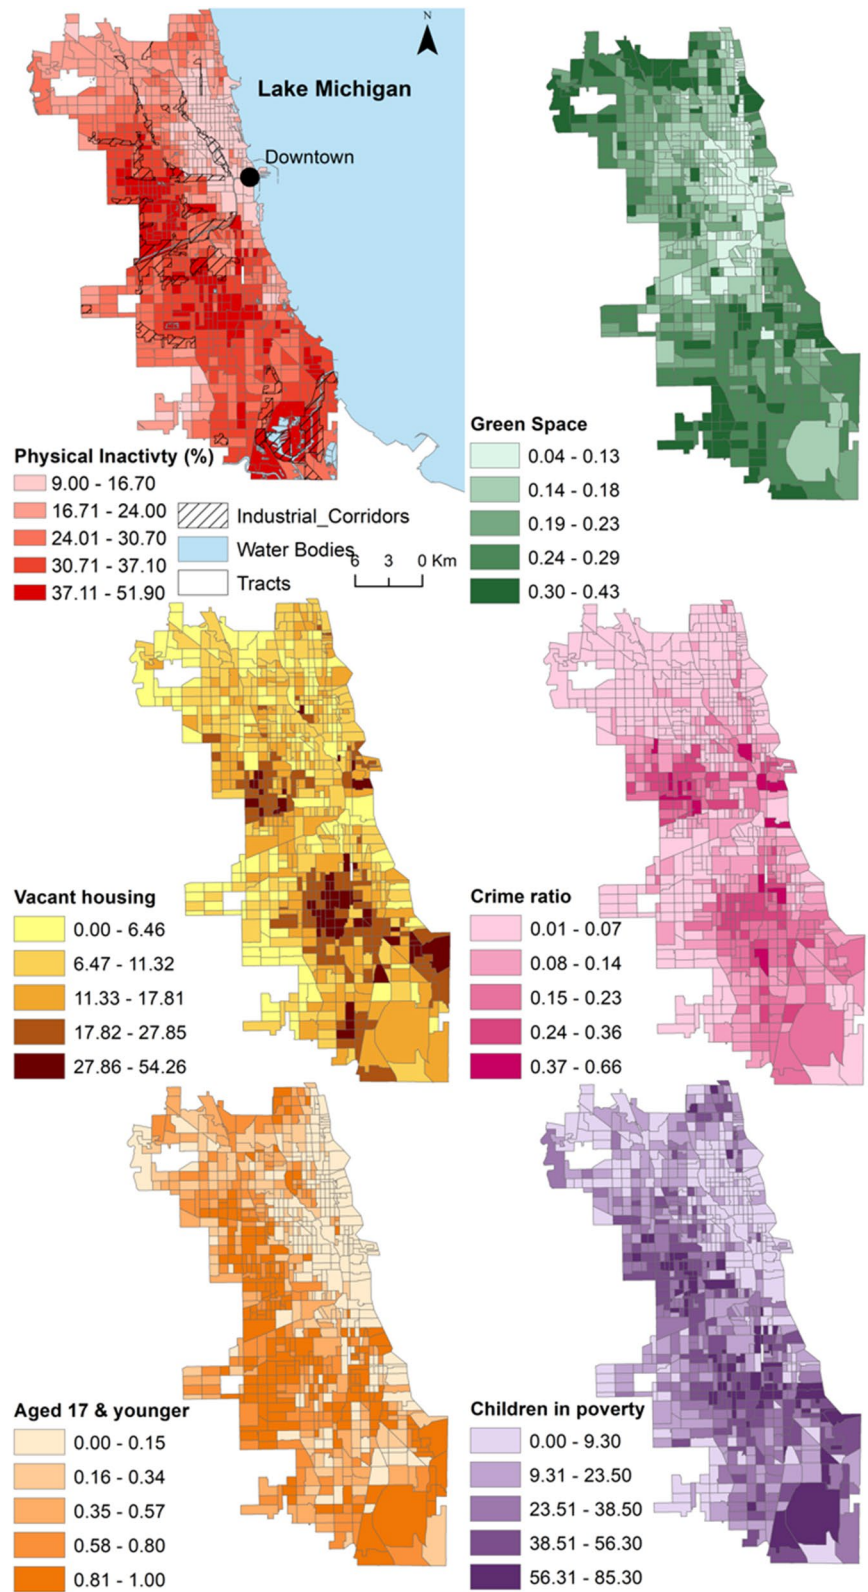 N
Lake Michigan
Downtown
Physical Inactivty (%)
9.00 - 16.70
16.71 - 24.00
24.01 - 30.70
30.71 - 37.10
37.11 - 51.90
Industrial_Corridors
Water Bodies
Tracts
6 3 0 Km
Green Space
0.04 - 0.13
0.14 - 0.18
0.19 - 0.23
0.24 - 0.29
0.30 - 0.43
Vacant housing
0.00 - 6.46
6.47 - 11.32
11.33 - 17.81
17.82 - 27.85
27.86 - 54.26
Crime ratio
0.01 - 0.07
0.08 - 0.14
0.15 - 0.23
0.24 - 0.36
0.37 - 0.66
Aged 17 & younger
0.00 - 0.15
0.16 - 0.34
0.35 - 0.57
0.58 - 0.80
0.81 - 1.00
Children in poverty
0.00 - 9.30
9.31 - 23.50
23.51 - 38.50
38.51 - 56.30
56.31 - 85.30